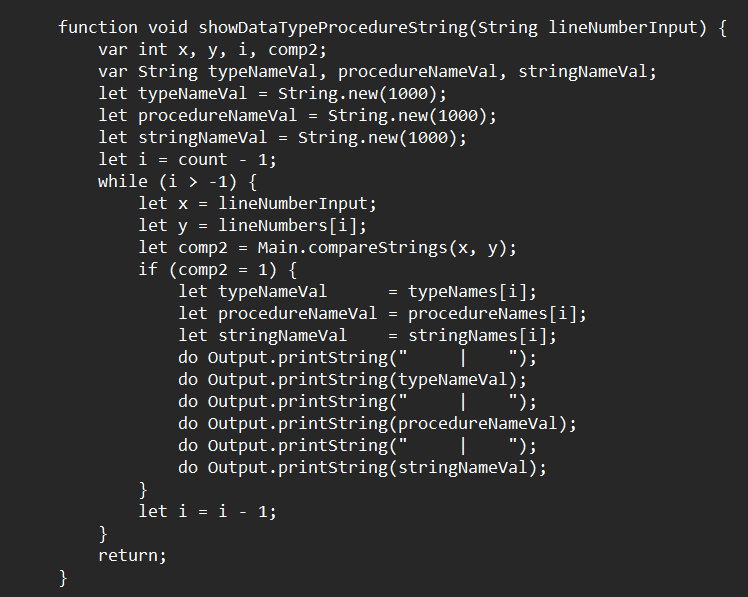 function void showDataTypeProcedureString(String lineNumberInput) {
    var int x, y, i, comp2;
    var String typeNameVal, procedureNameVal, stringNameVal;
    let typeNameVal = String.new(1000);
    let procedureNameVal = String.new(1000);
    let stringNameVal = String.new(1000);
    let i = count - 1;
    while (i > -1) {
        let x = lineNumberInput;
        let y = lineNumbers[i];
        let comp2 = Main.compareStrings(x, y);
        if (comp2 = 1) {
            let typeNameVal      = typeNames[i];
            let procedureNameVal = procedureNames[i];
            let stringNameVal    = stringNames[i];
            do Output.printString("     |    ");
            do Output.printString(typeNameVal);
            do Output.printString("     |    ");
            do Output.printString(procedureNameVal);
            do Output.printString("     |    ");
            do Output.printString(stringNameVal);
        }
        let i = i - 1;
    }
    return;
}